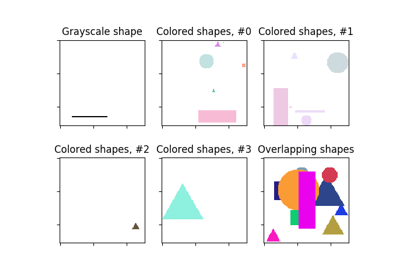 Grayscale shape
Colored shapes, #0
Colored shapes, #1
Colored shapes, #2
Colored shapes, #3
Overlapping shapes